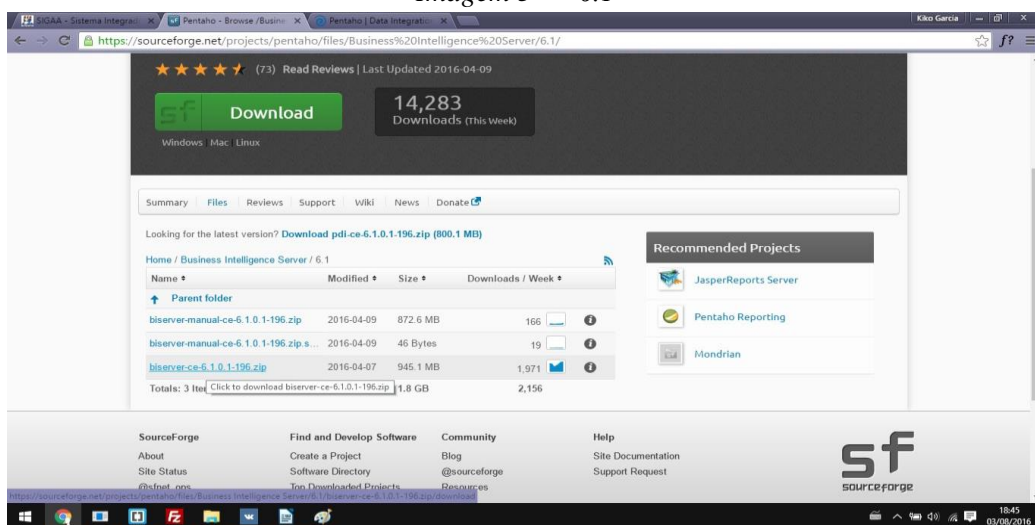 SIGAA - Sistema Integrad
Pentaho - Browse /Busine
Pentaho | Data Integration
Kiko Garcia
https://sourceforge.net/projects/pentaho/files/Business%20Intelligence%20Server/6.1/
(73) Read Reviews | Last Updated 2016-04-09
sf Download
14,283
Downloads (This Week)
Windows Mac Linux
Summary Files Reviews Support Wiki News Donate
Looking for the latest version? Download pdi-ce-6.1.0.1-196.zip (800.1 MB)
Recommended Projects
Home / Business Intelligence Server / 6.1
Name Modified Size Downloads / Week
JasperReports Server
Parent folder
biserver-manual-ce-6.1.0.1-196.zip 2016-04-09 872.6 MB 166
Pentaho Reporting
biserver-manual-ce-6.1.0.1-196.zip.s... 2016-04-09 46 Bytes 19
Mondrian
biserver-ce-6.1.0.1-196.zip 2016-04-07 945.1 MB 1,971
Totals: 3 Ite 1.8 GB 2,156
Click to download biserver-ce-6.1.0.1-196.zip
SourceForge Find and Develop Software Community Help
About Create a Project Blog Site Documentation
Site Status Software Directory @sourceforge Support Request
@sfnet_ops Top Downloaded Projects Resources
sf
sourceforge
https://sourceforge.net/projects/pentaho/files/Business Intelligence Server/6.1/biserver-ce-6.1.0.1-196.zip/download
18:45
03/08/2016